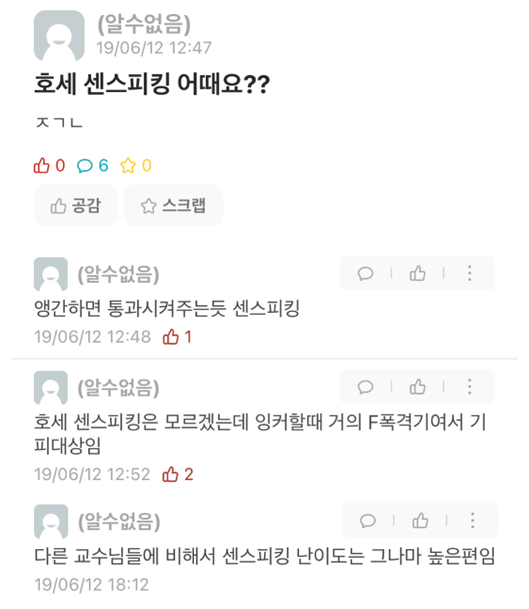 (알수없음)
19/06/12 12:47
호세 센스피킹 어때요??
ㅈㄱㄴ
0 6 0
공감 스크랩
(알수없음)
앵간하면 통과시켜주는듯 센스피킹
19/06/12 12:48 1
(알수없음)
호세 센스피킹은 모르겠는데 잉커할때 거의 F폭격기여서 기
피대상임
19/06/12 12:52 2
(알수없음)
다른 교수님들에 비해서 센스피킹 난이도는 그나마 높은편임
19/06/12 18:12